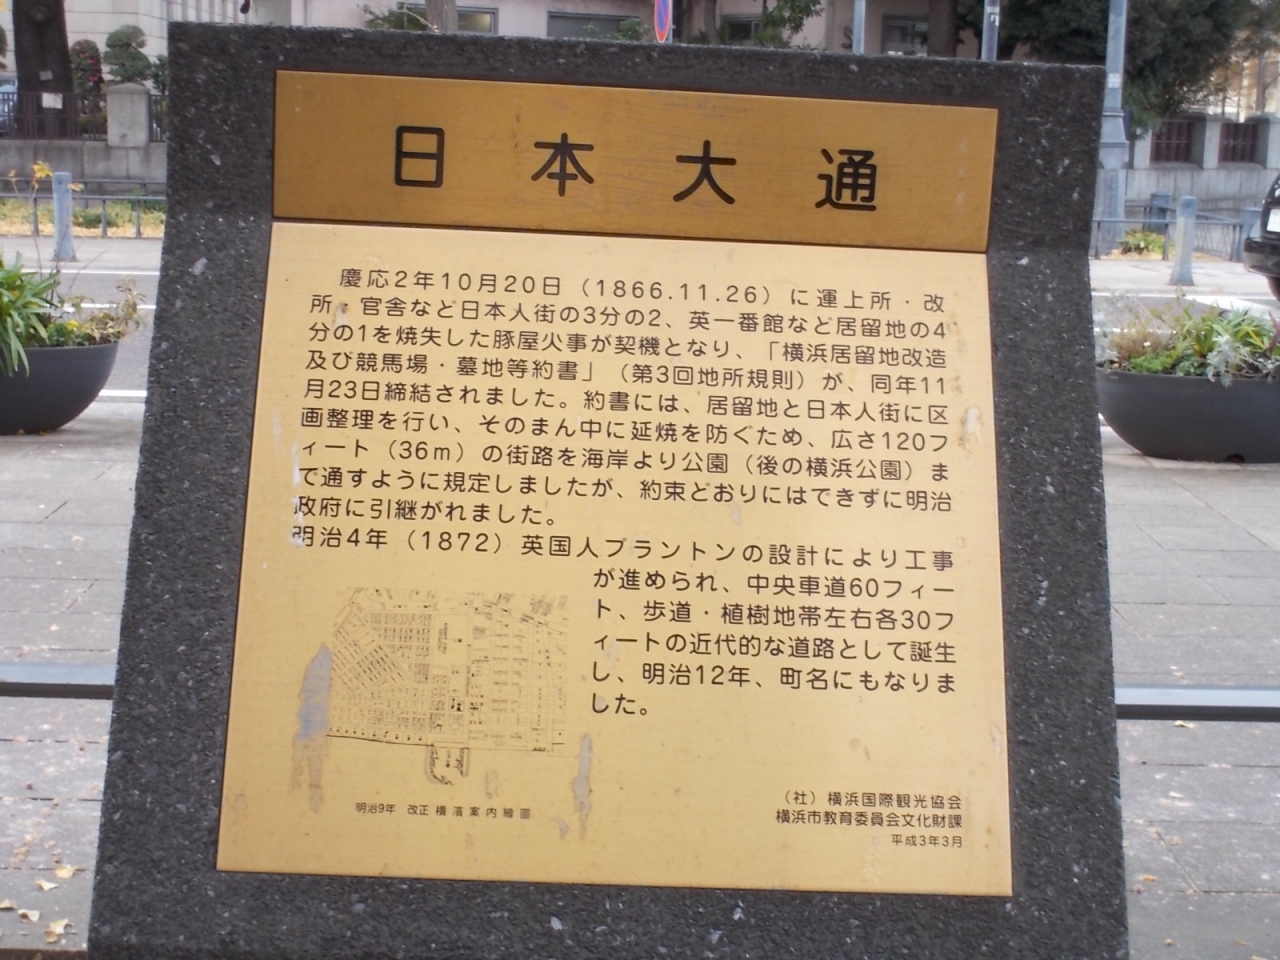 日本大通
慶応2年10月20日（1866.11.26）に運上所・改
所・官舎など日本人街の3分の2、英一番館など居留地の4
分の1を焼失した豚屋火事が契機となり、「横浜居留地改造
及び競馬場・墓地等約書」（第3回地所規則）が、同年11
月23日締結されました。約書には、居留地と日本人街に区
画整理を行い、そのまん中に延焼を防ぐため、広さ120フ
ィート（36m）の街路を海岸より公園（後の横浜公園）ま
で通すように規定しましたが、約束どおりにはできずに明治
政府に引継がれました。
明治4年（1872）英国人ブラントンの設計により工事
が進められ、中央車道60フィー
ト、歩道・植樹地帯左右各30フ
ィートの近代的な道路として誕生
し、明治12年、町名にもなりま
した。
明治9年 改正横濱案内繪圖
（社）横浜国際観光協会
横浜市教育委員会文化財課
平成3年3月